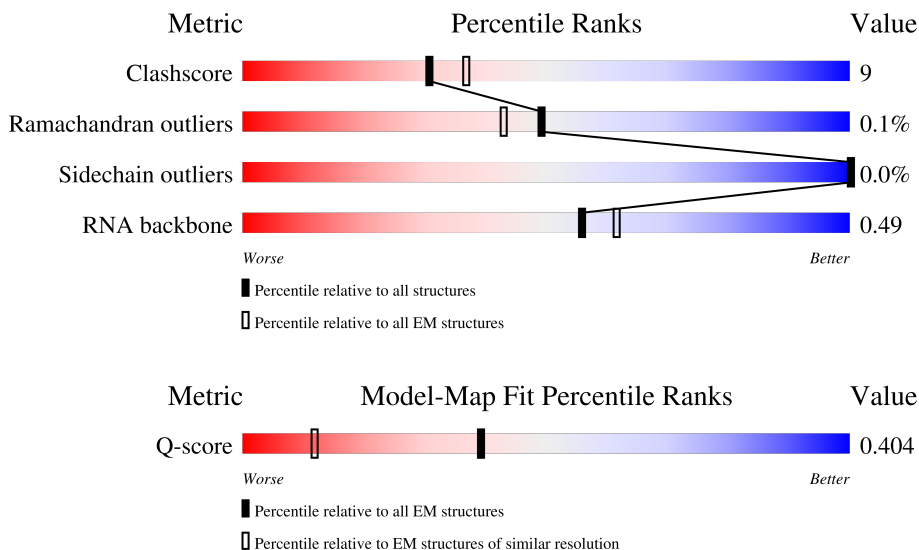 Metric Percentile Ranks Value
Clashscore 9
Ramachandran outliers 0.1%
Sidechain outliers 0.0%
RNA backbone 0.49
Worse Better
Percentile relative to all structures
Percentile relative to all EM structures
Metric Model-Map Fit Percentile Ranks Value
Q-score 0.404
Worse Better
Percentile relative to all EM structures
Percentile relative to EM structures of similar resolution